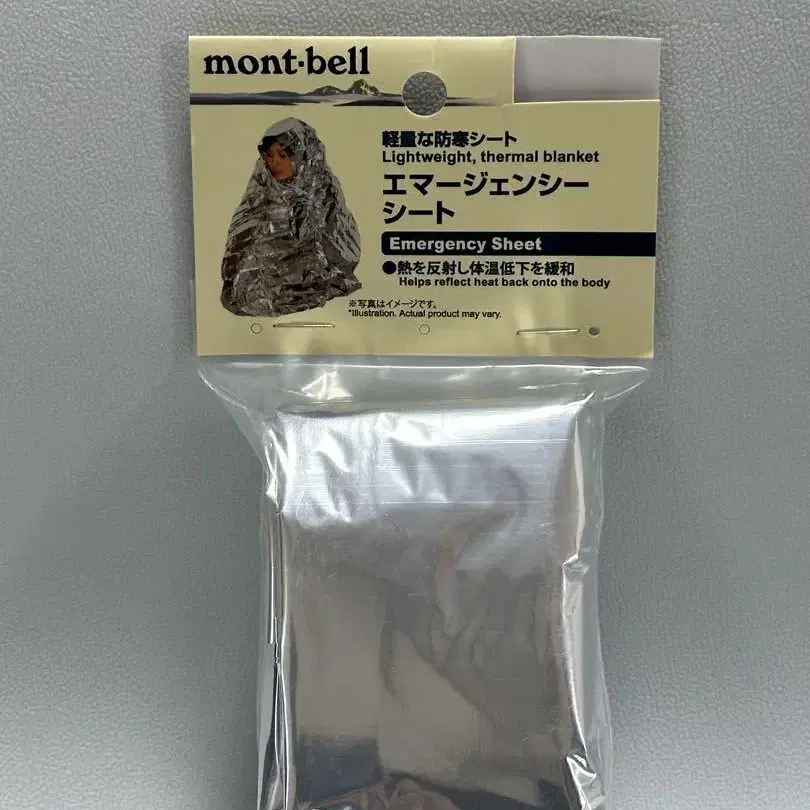 mont-bell
軽量な防寒シート
Lightweight, thermal blanket
エマージェンシー
シート
Emergency Sheet
●熱を反射し体温低下を緩和
Helps reflect heat back onto the body
※写真はイメージです。
*Illustration. Actual product may vary.